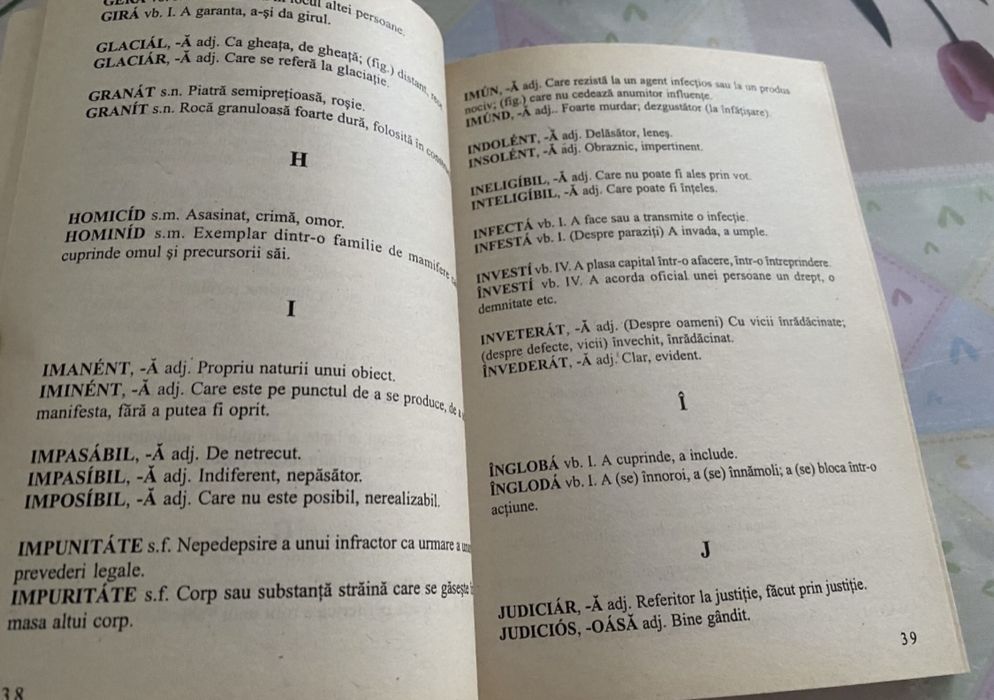 altei persoane.
GIRÁ vb. I. A garanta, a-și da girul.
GLACIÁL, -Ă adj. Ca gheața, de gheață; (fig.) distant,
GLACIÁR, -Ă adj. Care se referă la glaciație.
GRANÁT s.n. Piatră semiprețioasă, roșie.
GRANÍT s.n. Rocă granuloasă foarte dură, folosită în
H
HOMICÍD s.m. Asasinat, crimă, omor.
HOMINÍD s.m. Exemplar dintr-o familie de mamifere
cuprinde omul și precursorii săi.
I
IMANÉNT, -Ă adj. Propriu naturii unui obiect.
IMINÉNT, -Ă adj. Care este pe punctul de a se produce, de a
manifesta, fără a putea fi oprit.
IMPASÁBIL, -Ă adj. De netrecut.
IMPASÍBIL, -Ă adj. Indiferent, nepăsător.
IMPOSÍBIL, -Ă adj. Care nu este posibil, nerealizabil.
IMPUNITÁTE s.f. Nepedepsire a unui infractor ca urmare a
prevederi legale.
IMPURITÁTE s.f. Corp sau substanță străină care se găsește
masa altui corp.
38
IMÚN, -Ă adj. Care rezistă la un agent infecțios sau la un produs
nociv; (fig.) care nu cedează anumitor influențe.
IMÚND, -Ă adj.. Foarte murdar; dezgustător (la înfățișare).
INDOLÉNT, -Ă adj. Delăsător, leneș.
INSOLÉNT, -Ă adj. Obraznic, impertinent.
INELIGÍBIL, -Ă adj. Care nu poate fi ales prin vot.
INTELIGÍBIL, -Ă adj. Care poate fi înțeles.
INFECTÁ vb. I. A face sau a transmite o infecție.
INFESTÁ vb. I. (Despre paraziți) A invada, a umple.
INVESTÍ vb. IV. A plasa capital într-o afacere, într-o întreprindere.
ÎNVESTÍ vb. IV. A acorda oficial unei persoane un drept, o
demnitate etc.
INVETERÁT, -Ă adj. (Despre oameni) Cu vicii înrădăcinate;
(despre defecte, vicii) învechit, înrădăcinat.
ÎNVEDERÁT, -Ă adj. Clar, evident.
Î
ÎNGLOBÁ vb. I. A cuprinde, a include.
ÎNGLODÁ vb. I. A (se) înnoroi, a (se) înnămoli; a (se) bloca într-o
acțiune.
J
JUDICIÁR, -Ă adj. Referitor la justiție, făcut prin justiție.
JUDICIÓS, -OÁSĂ adj. Bine gândit.
39